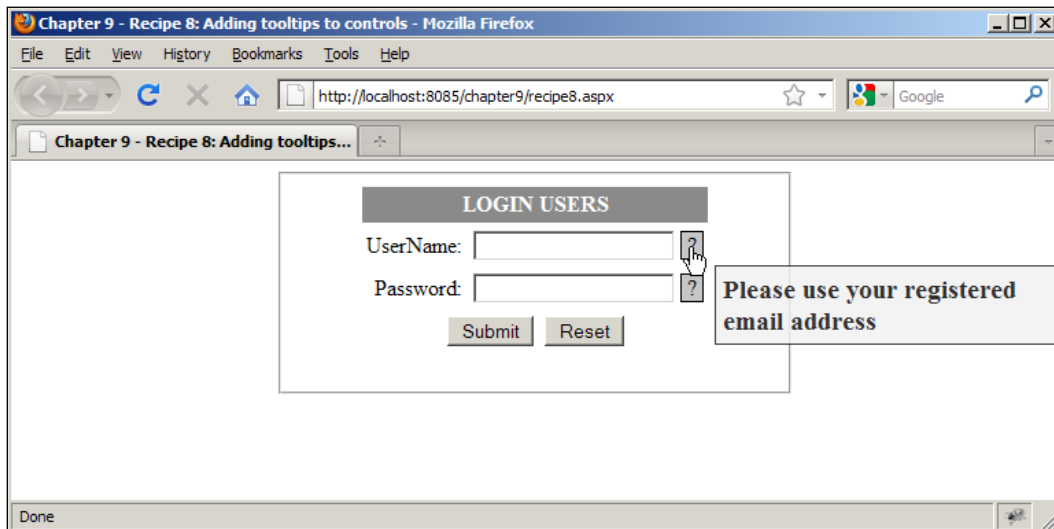 Chapter 9 - Recipe 8: Adding tooltips to controls - Mozilla Firefox
File Edit View History Bookmarks Tools Help
http://localhost:8085/chapter9/recipe8.aspx
Google
Chapter 9 - Recipe 8: Adding tooltips...
LOGIN USERS
UserName: ?
Password: ?
Please use your registered
email address
Submit Reset
Done